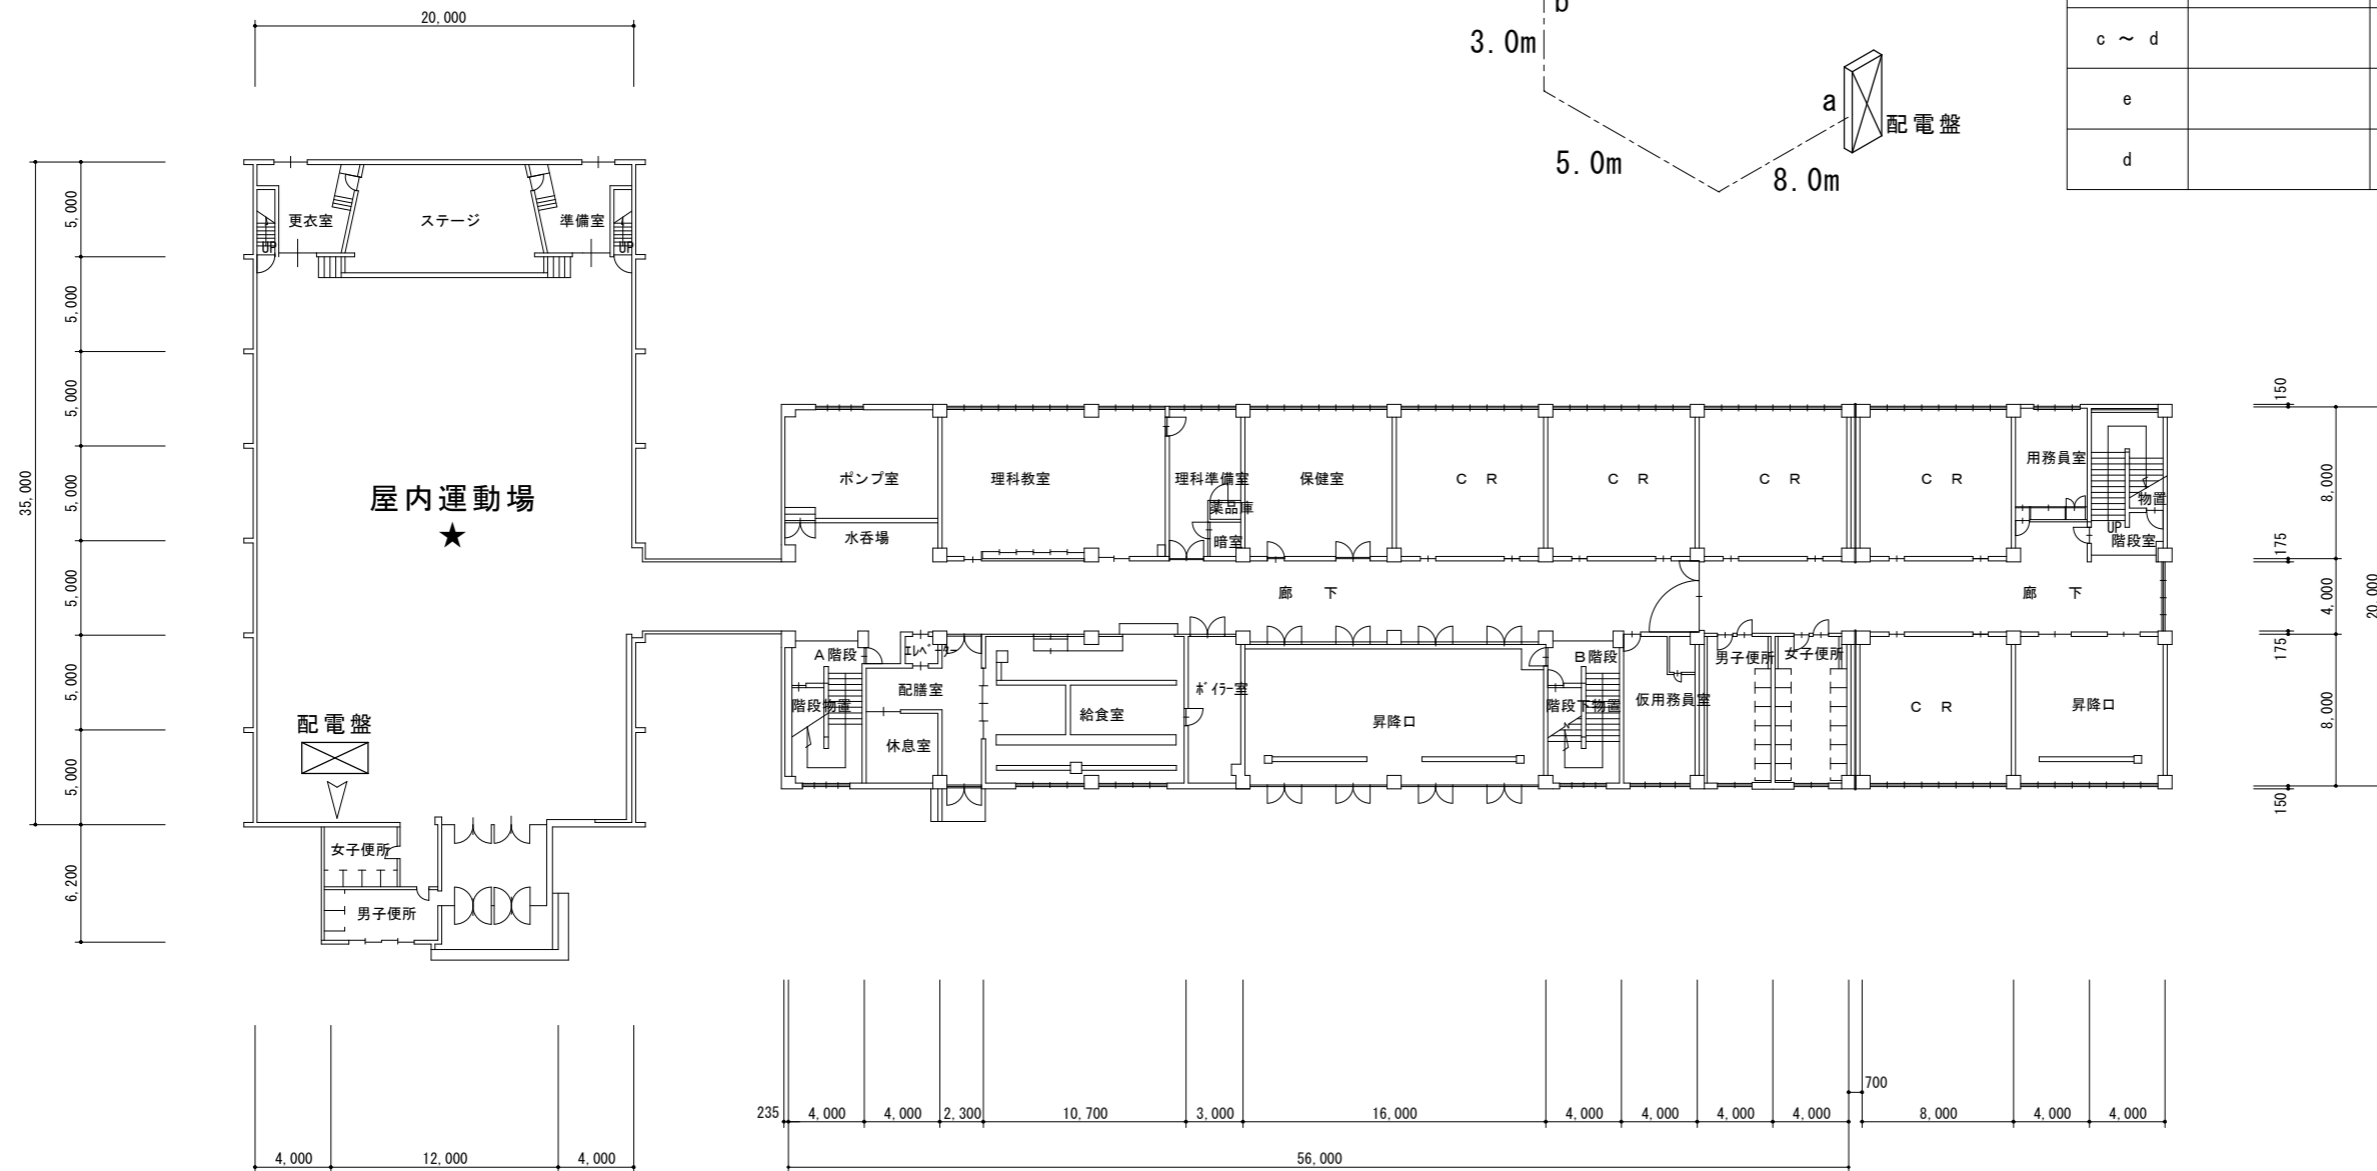 20,000
b
3.0m
a
配電盤
5.0m
8.0m
c ～ d
e
d
35,000
5,000
5,000
5,000
5,000
5,000
5,000
5,000
6,200
更衣室
ステージ
準備室
UP
UP
屋内運動場
★
配電盤
女子便所
男子便所
ポンプ室
水呑場
理科教室
理科準備室
薬品庫
暗室
保健室
C R
C R
C R
C R
用務員室
物置
UP
階段室
廊 下
廊 下
A階段
エレベーター
階段物置
配膳室
休息室
給食室
ボイラー室
昇降口
B階段
階段下物置
仮用務員室
男子便所
女子便所
C R
昇降口
150
8,000
175
4,000
20,000
175
8,000
150
700
235
4,000
4,000
2,300
10,700
3,000
16,000
4,000
4,000
4,000
4,000
8,000
4,000
4,000
4,000
12,000
4,000
56,000